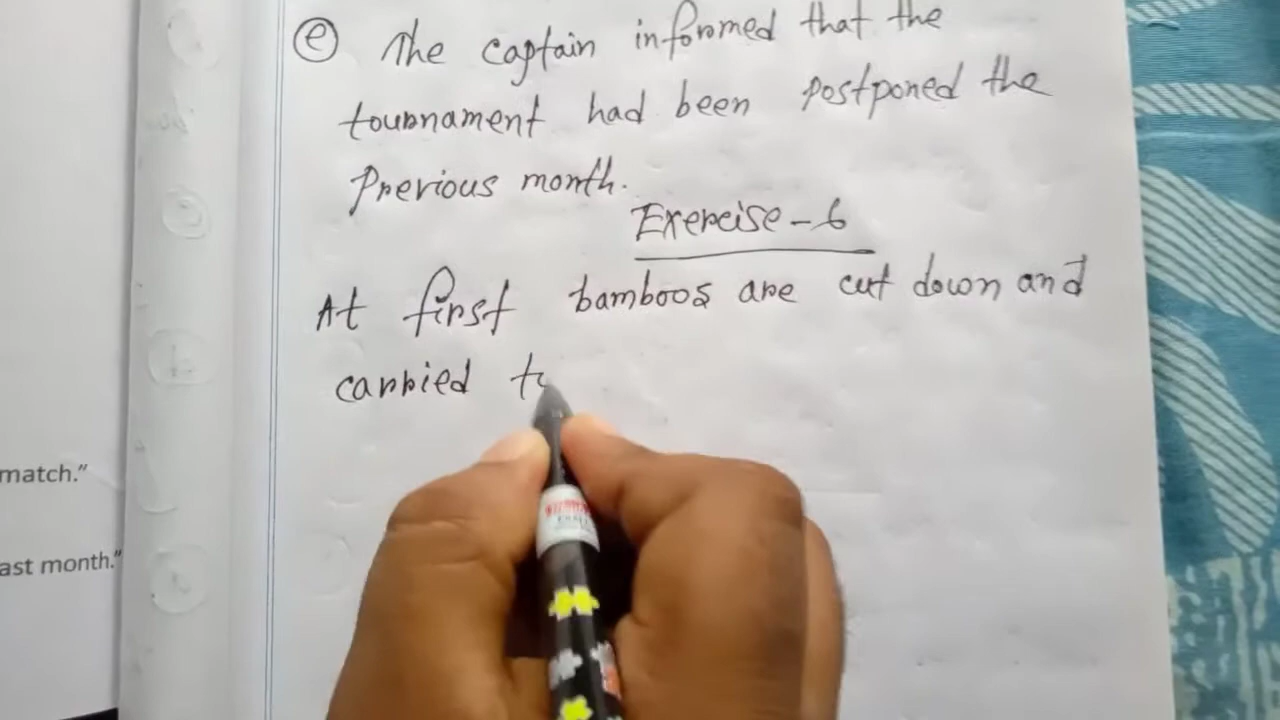 match."
ast month."
ⓔ The captain informed that the
tournament had been postponed the
Previous month.
Exercise-6
At first bamboos are cut down and
carried to